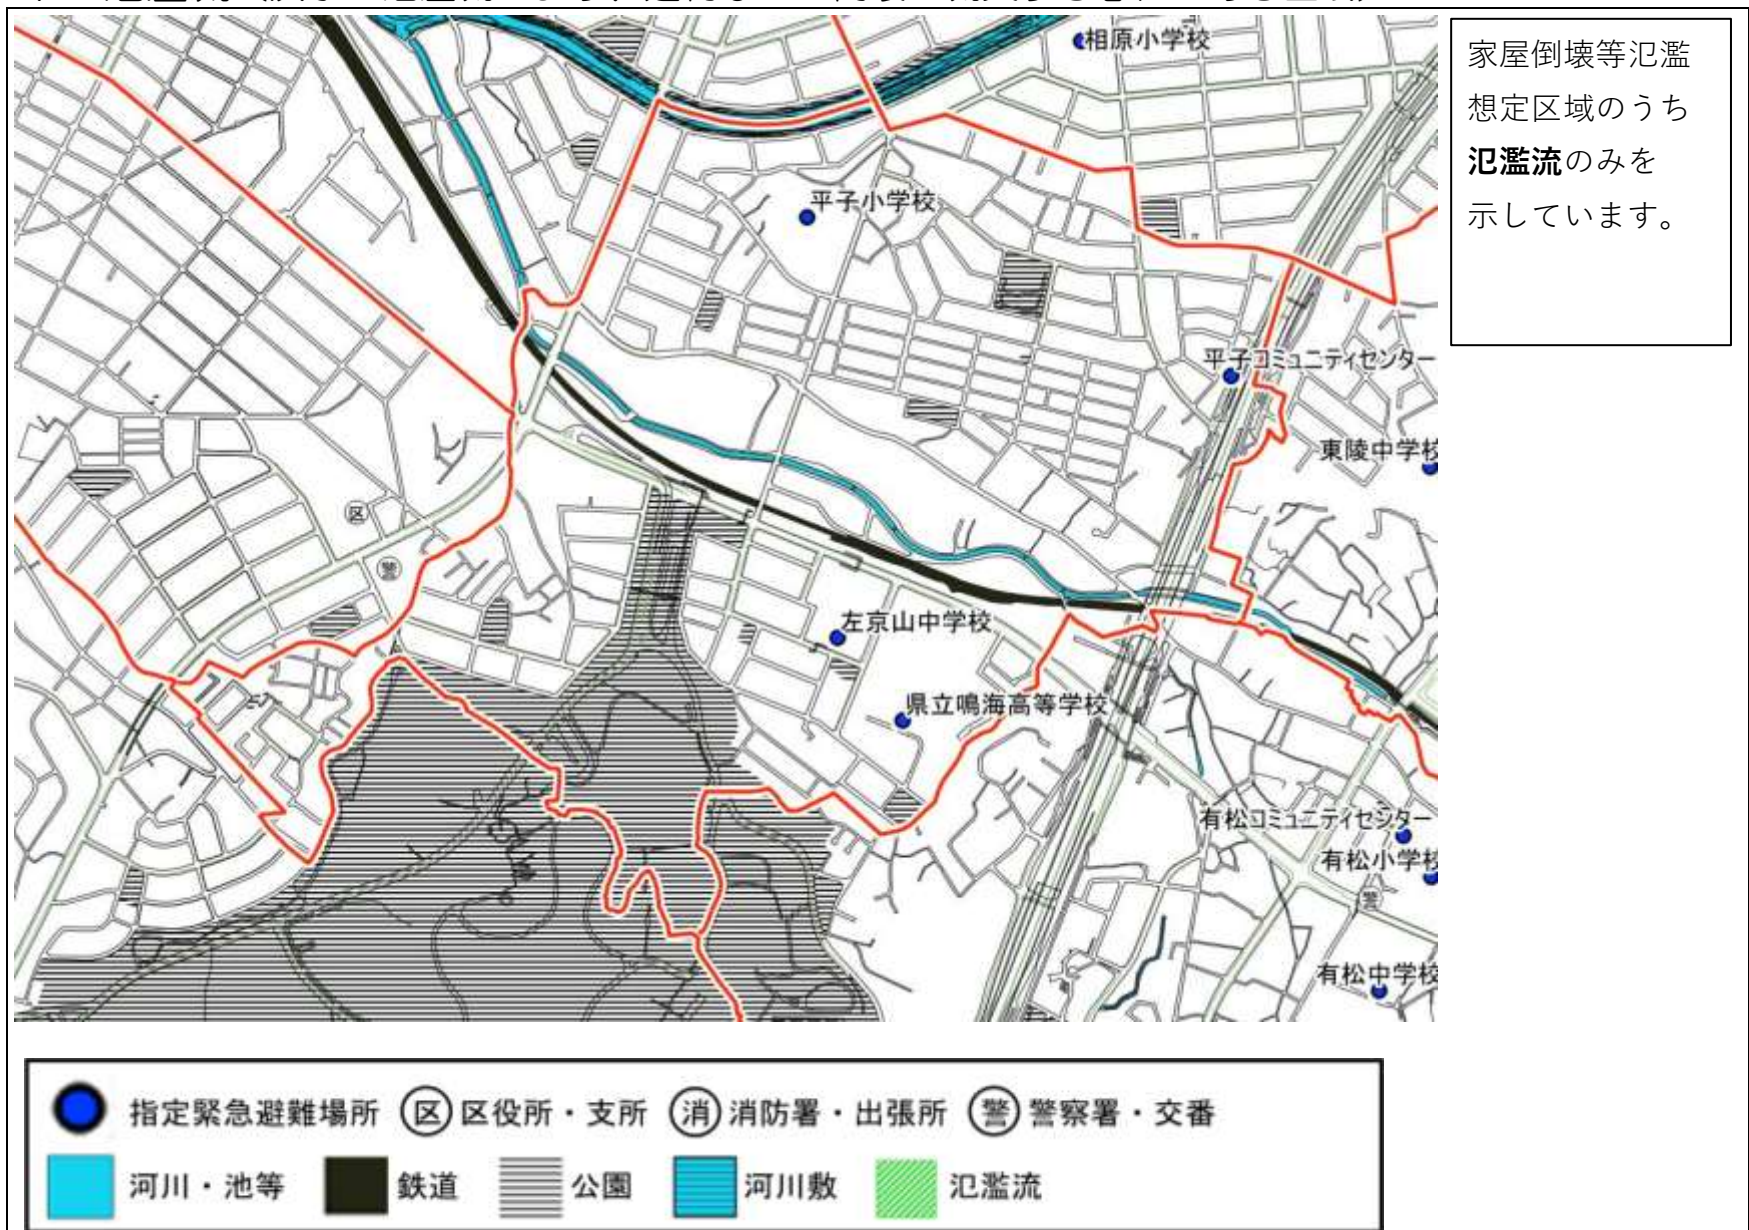 相原小学校
家屋倒壊等氾濫
想定区域のうち
氾濫流のみを
示しています。
平子小学校
平子コミュニティセンター
東陵中学校
区
警
左京山中学校
県立鳴海高等学校
有松コミュニティセンター
有松小学校
警
有松中学校
指定緊急避難場所 区 区役所・支所 消 消防署・出張所 警 警察署・交番
河川・池等 鉄道 公園 河川敷 氾濫流